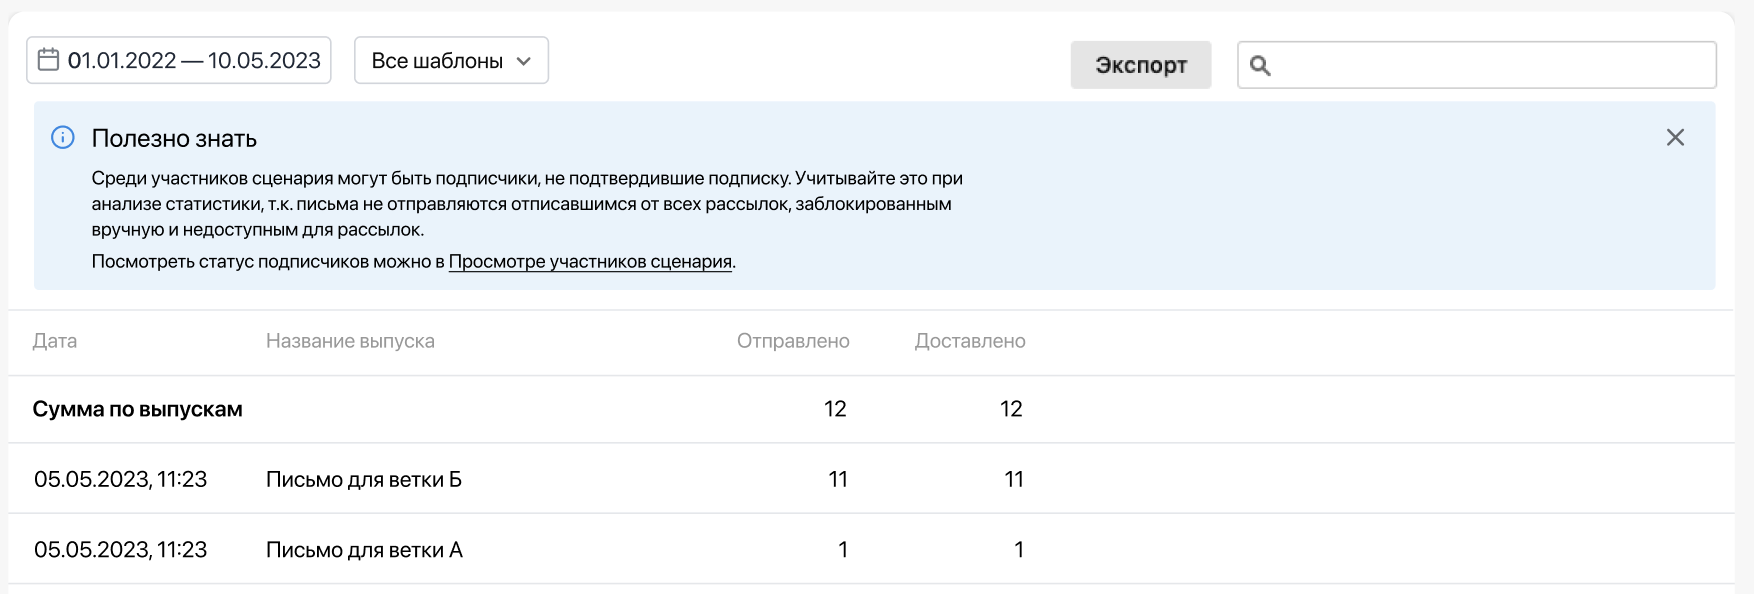 01.01.2022 — 10.05.2023
Все шаблоны
Экспорт
Полезно знать
Среди участников сценария могут быть подписчики, не подтвердившие подписку. Учитывайте это при
анализе статистики, т.к. письма не отправляются отписавшимся от всех рассылок, заблокированным
вручную и недоступным для рассылок.
Посмотреть статус подписчиков можно в Просмотре участников сценария.
Дата Название выпуска Отправлено Доставлено
Сумма по выпускам 12 12
05.05.2023, 11:23 Письмо для ветки Б 11 11
05.05.2023, 11:23 Письмо для ветки А 1 1